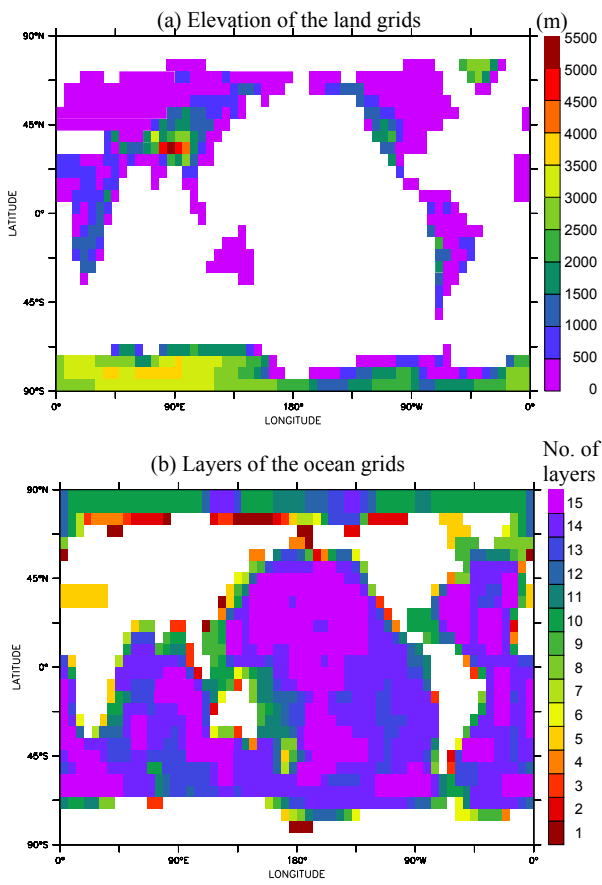 (a) Elevation of the land grids
(m)
90°N
45°N
0°
45°S
90°S
LATITUDE
0°
90°E
180°
90°W
0°
LONGITUDE
5500
5000
4500
4000
3500
3000
2500
2000
1500
1000
500
0
(b) Layers of the ocean grids
No. of
layers
90°N
45°N
0°
45°S
90°S
LATITUDE
0°
90°E
180°
90°W
0°
LONGITUDE
15
14
13
12
11
10
9
8
7
6
5
4
3
2
1